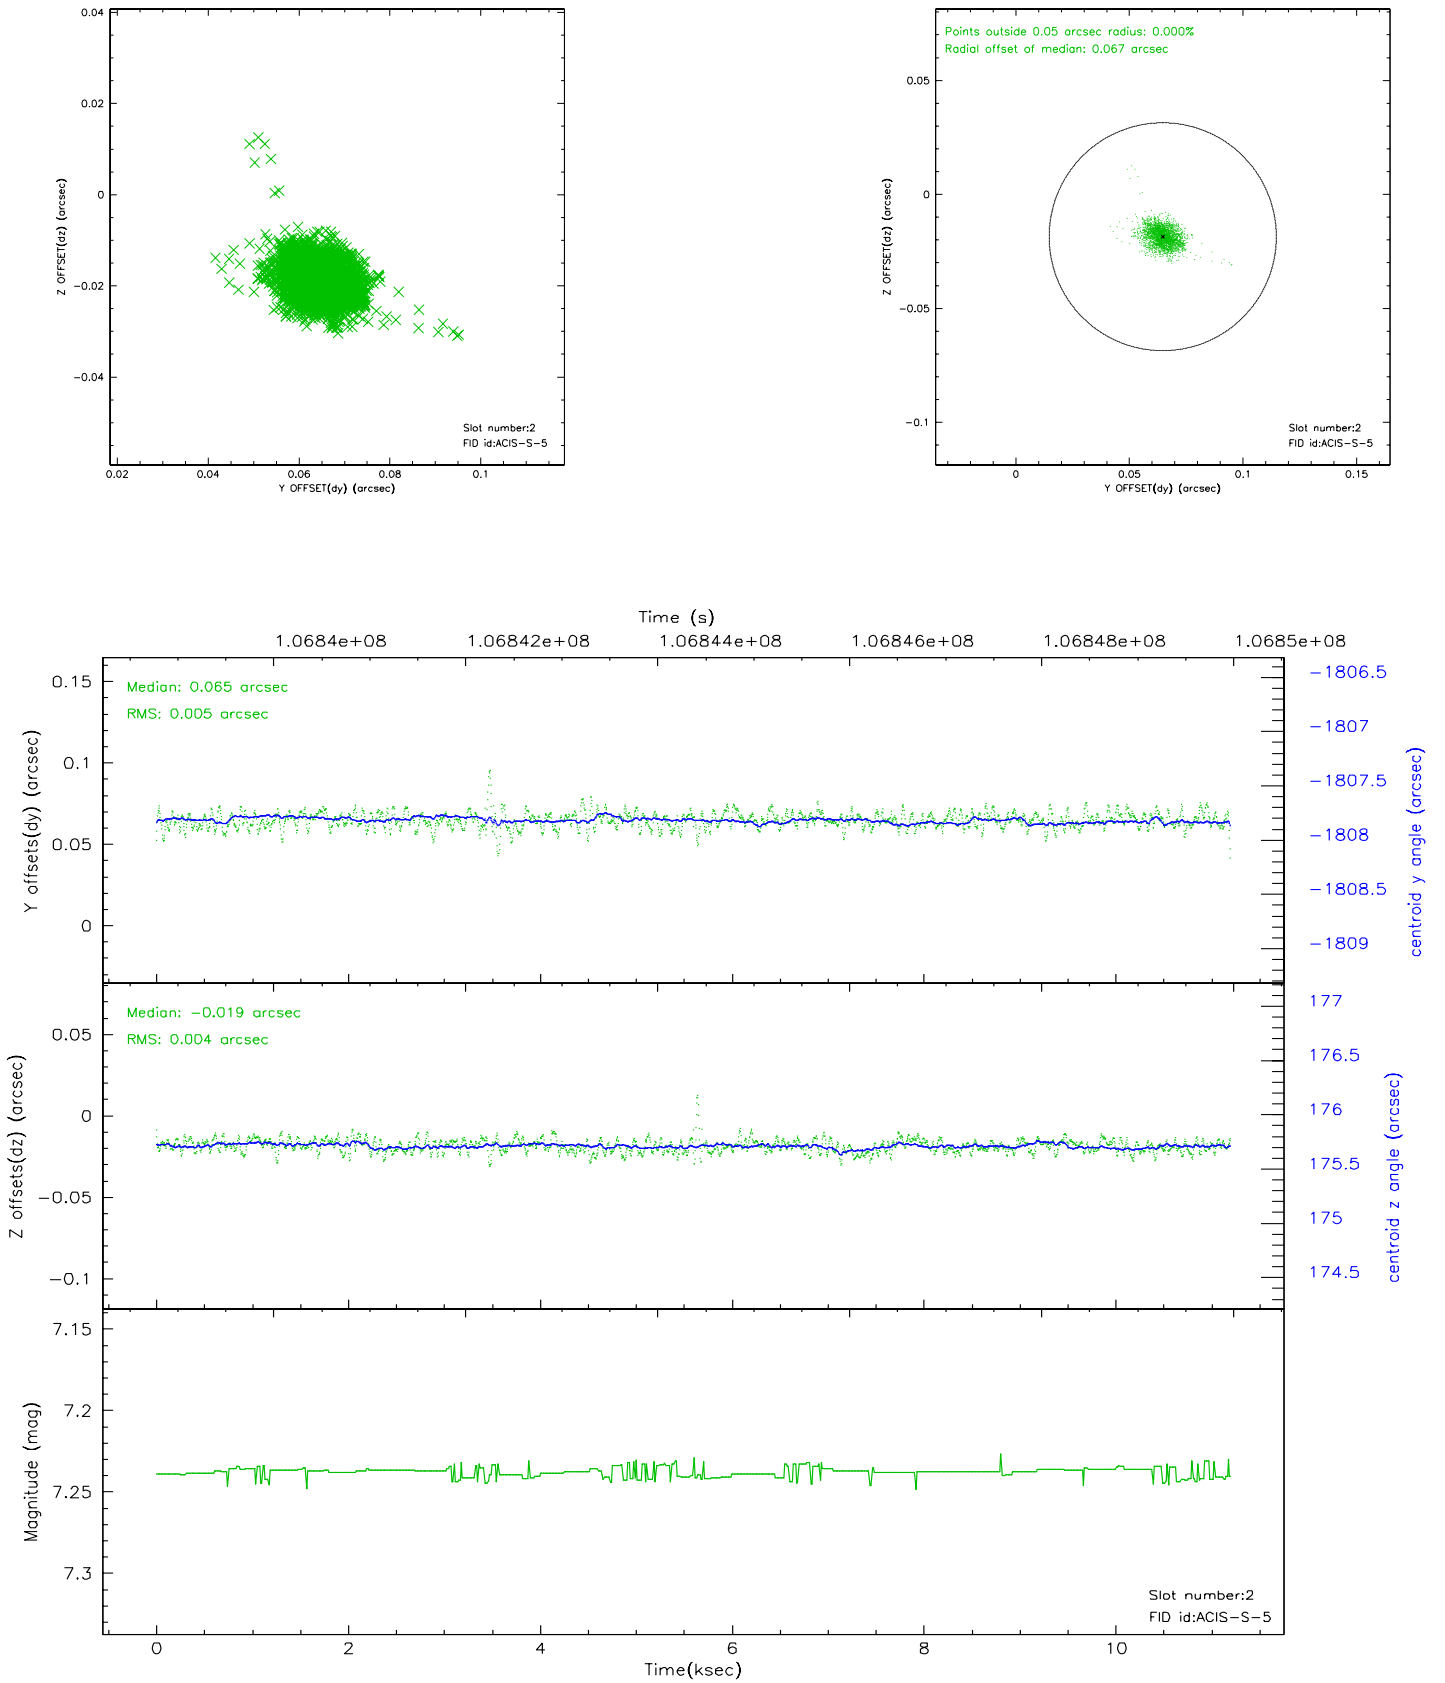 0.04
0.02
0
−0.02
−0.04
Z OFFSET(dz) (arcsec)
Slot number:2
FID id:ACIS−S−5
0.02 0.04 0.06 0.08 0.1
Y OFFSET(dy) (arcsec)
Points outside 0.05 arcsec radius: 0.000%
Radial offset of median: 0.067 arcsec
0.05
0
−0.05
−0.1
Z OFFSET(dz) (arcsec)
Slot number:2
FID id:ACIS−S−5
0 0.05 0.1 0.15
Y OFFSET(dy) (arcsec)
Time (s)
1.0684e+08 1.06842e+08 1.06844e+08 1.06846e+08 1.06848e+08 1.0685e+08
Median: 0.065 arcsec
RMS: 0.005 arcsec
0.15
0.1
0.05
0
Y offsets(dy) (arcsec)
−1806.5
−1807
−1807.5
−1808
−1808.5
−1809
centroid y angle (arcsec)
Median: −0.019 arcsec
RMS: 0.004 arcsec
0.05
0
−0.05
−0.1
Z offsets(dz) (arcsec)
177
176.5
176
175.5
175
174.5
centroid z angle (arcsec)
7.15
7.2
7.25
7.3
Magnitude (mag)
Slot number:2
FID id:ACIS−S−5
0 2 4 6 8 10
Time(ksec)